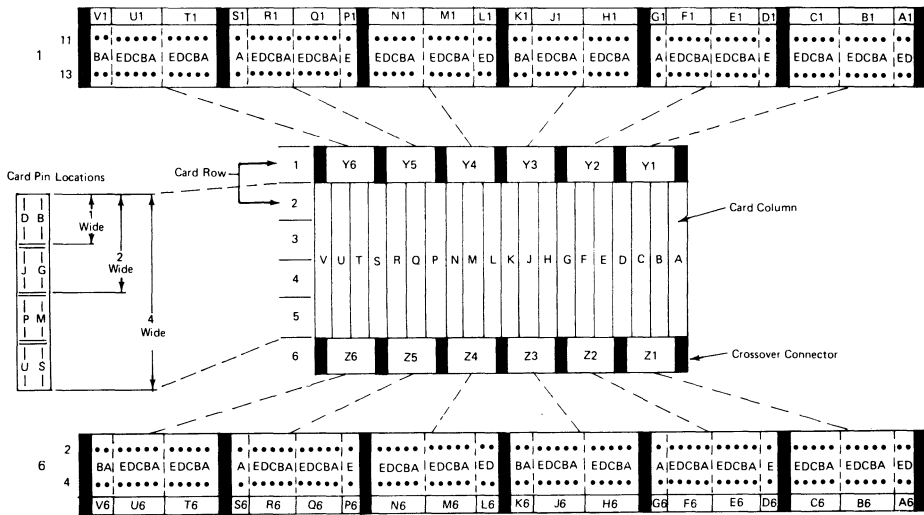 V1 U1 T1 S1 R1 Q1 P1 N1 M1 L1 K1 J1 H1 G1 F1 E1 D1 C1 B1 A1
11
1 BA EDCBA EDCBA A EDCBA EDCBA E EDCBA EDCBA ED BA EDCBA EDCBA A EDCBA EDCBA E EDCBA EDCBA ED
13
Card Row
1 Y6 Y5 Y4 Y3 Y2 Y1
Card Pin Locations
2
D B
1
Wide
Card Column
3
V U T S R Q P N M L K J H G F E D C B A
J G
2
Wide
4
P M
4
Wide
5
U S
6 Z6 Z5 Z4 Z3 Z2 Z1
Crossover Connector
2
6 BA EDCBA EDCBA A EDCBA EDCBA E EDCBA EDCBA ED BA EDCBA EDCBA A EDCBA EDCBA E EDCBA EDCBA ED
4
V6 U6 T6 S6 R6 Q6 P6 N6 M6 L6 K6 J6 H6 G6 F6 E6 D6 C6 B6 A6